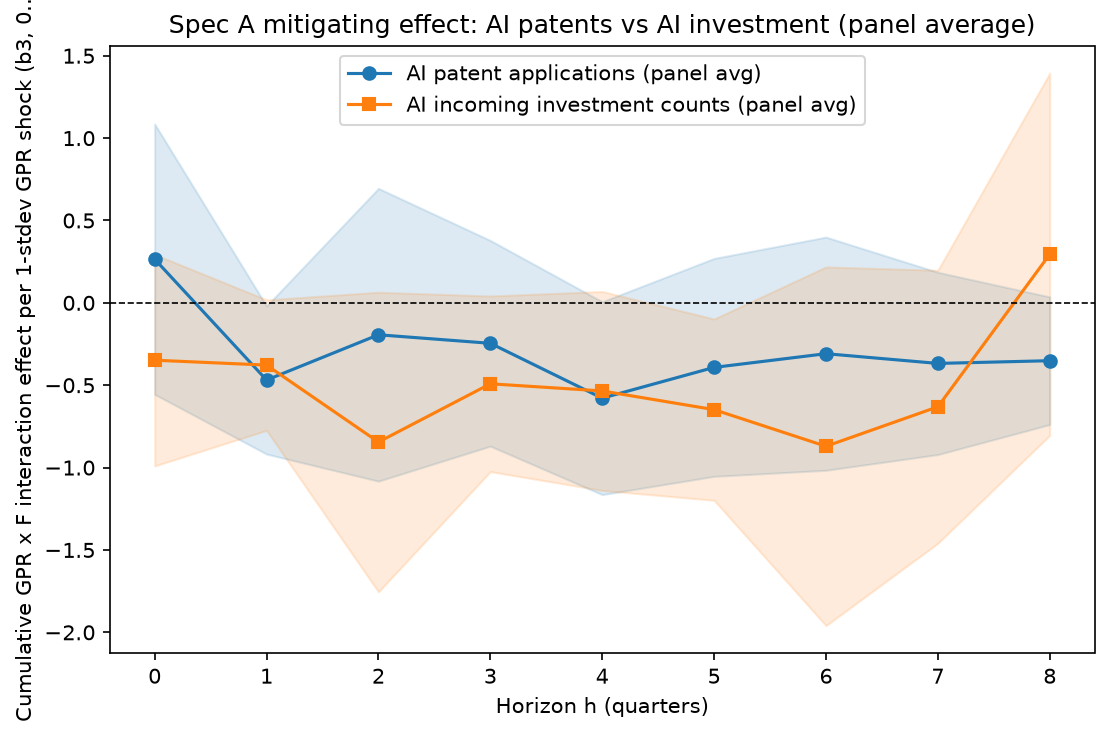 Spec A mitigating effect: AI patents vs AI investment (panel average)
AI patent applications (panel avg)
AI incoming investment counts (panel avg)
Cumulative GPR x F interaction effect per 1-stdev GPR shock (b3, 0..
1.5
1.0
0.5
0.0
−0.5
−1.0
−1.5
−2.0
0 1 2 3 4 5 6 7 8
Horizon h (quarters)